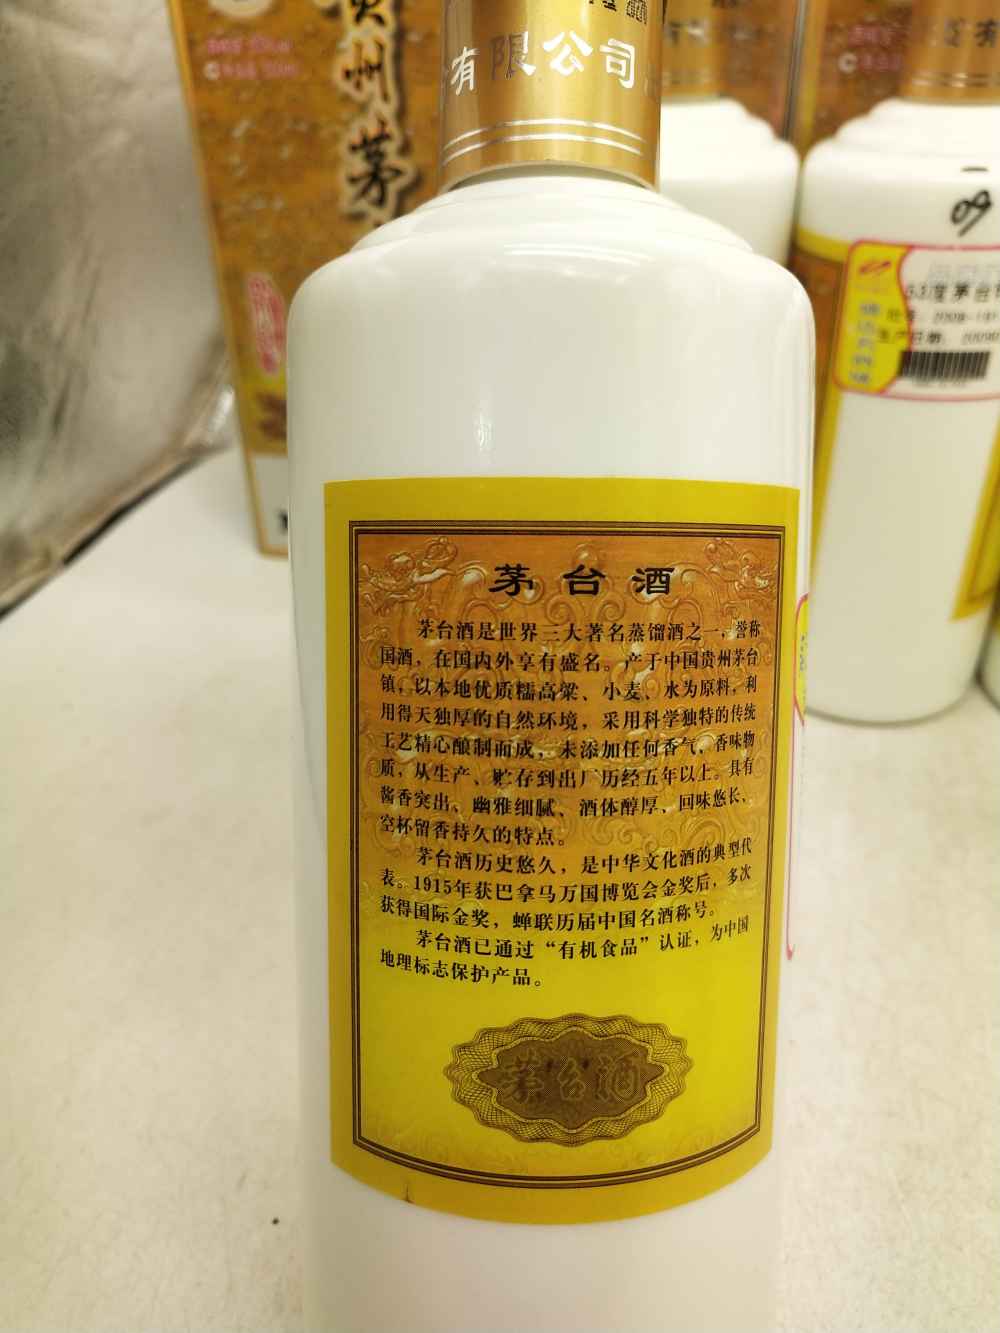 有限公司
州茅
09
53度茅台
茅台酒
茅台酒是世界三大著名蒸馏酒之一，誉称
国酒，在国内外享有盛名。产于中国贵州茅台
镇，以本地优质糯高粱、小麦、水为原料，利
用得天独厚的自然环境，采用科学独特的传统
工艺精心酿制而成，未添加任何香气，香味物
质，从生产、贮存到出厂历经五年以上。具有
酱香突出、幽雅细腻、酒体醇厚、回味悠长、
空杯留香持久的特点。
茅台酒历史悠久，是中华文化酒的典型代
表。1915年获巴拿马万国博览会金奖后，多次
获得国际金奖，蝉联历届中国名酒称号。
茅台酒已通过“有机食品”认证，为中国
地理标志保护产品。
茅台酒